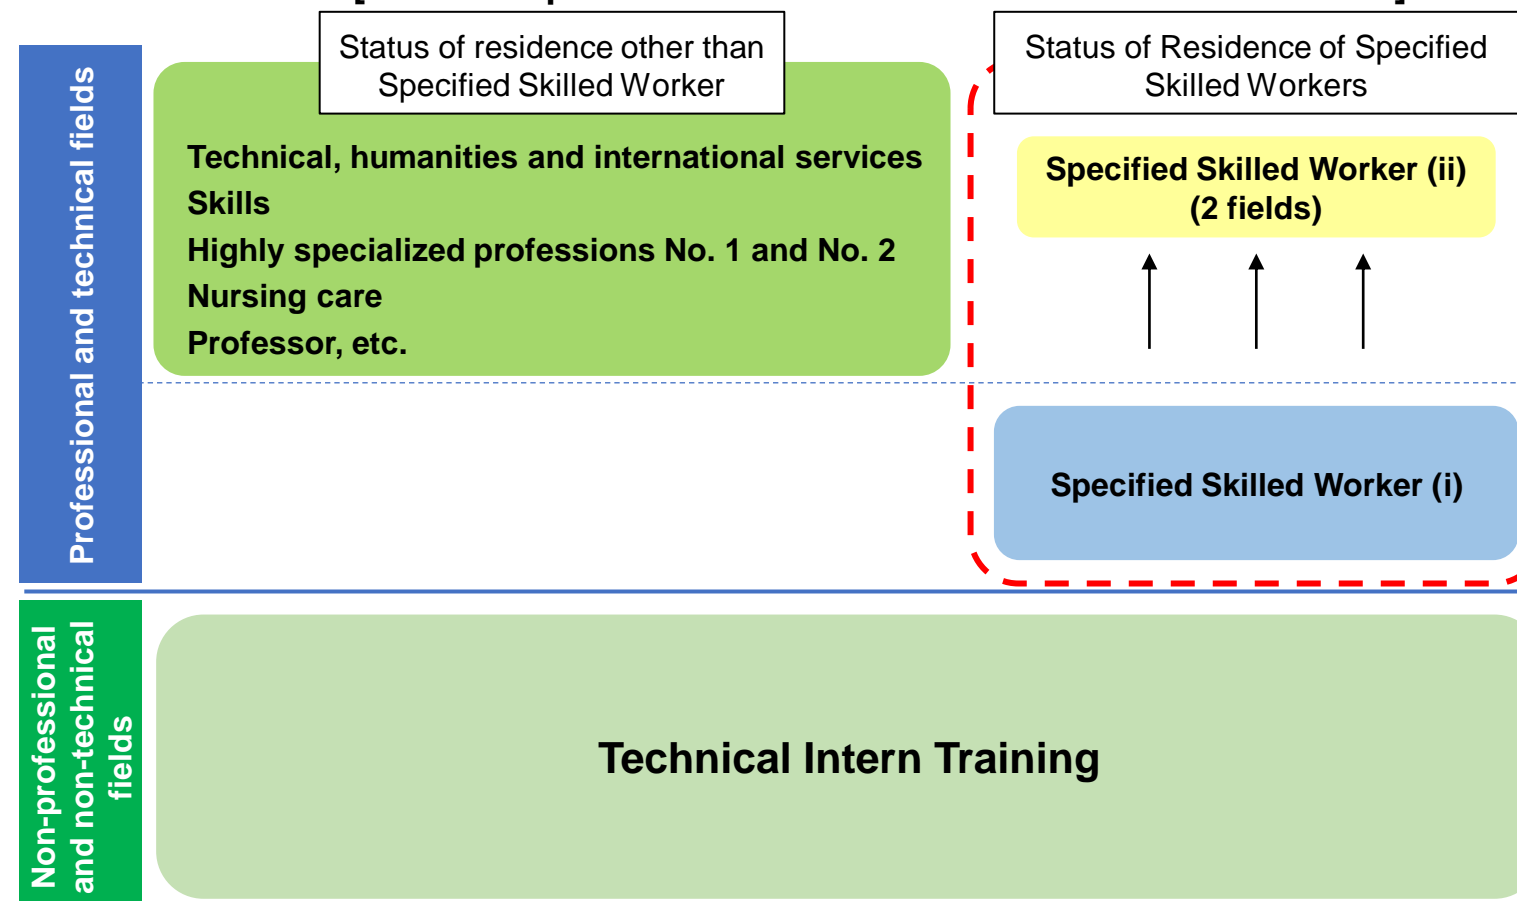 Status of residence other than
Specified Skilled Worker
Status of Residence of Specified
Skilled Workers
Professional and technical fields
Technical, humanities and international services
Skills
Highly specialized professions No. 1 and No. 2
Nursing care
Professor, etc.
Specified Skilled Worker (ii)
(2 fields)
Specified Skilled Worker (i)
Non-professional
and non-technical
fields
Technical Intern Training